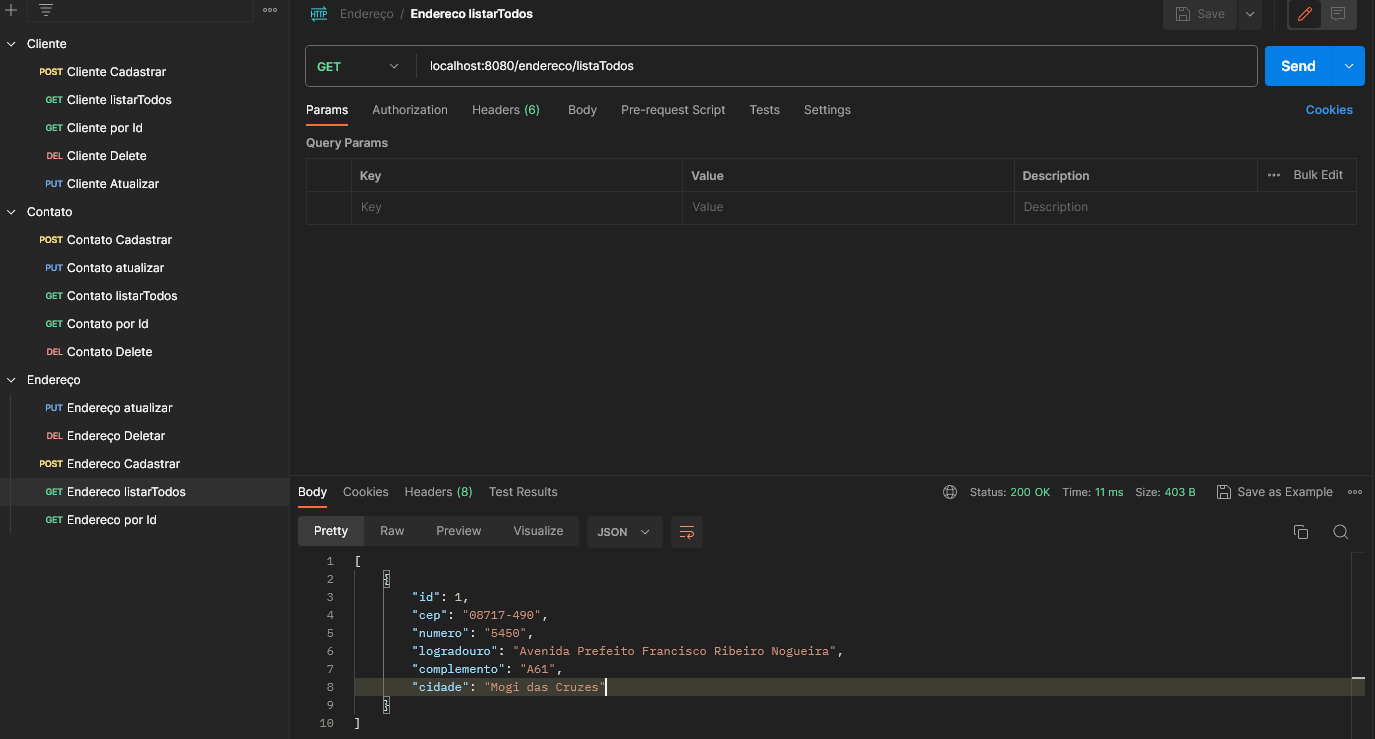 Cliente
POST Cliente Cadastrar
GET Cliente listarTodos
GET Cliente por Id
DEL Cliente Delete
PUT Cliente Atualizar
Contato
POST Contato Cadastrar
PUT Contato atualizar
GET Contato listarTodos
GET Contato por Id
DEL Contato Delete
Endereço
PUT Endereço atualizar
DEL Endereço Deletar
POST Endereco Cadastrar
GET Endereco listarTodos
GET Endereco por Id
HTTP Endereço / Endereco listarTodos
Save
GET localhost:8080/endereco/listaTodos
Send
Params Authorization Headers (6) Body Pre-request Script Tests Settings Cookies
Query Params
Key Value Description Bulk Edit
Key Value Description
Body Cookies Headers (8) Test Results Status: 200 OK Time: 11 ms Size: 403 B Save as Example
Pretty Raw Preview Visualize JSON
1 [
2 {
3 "id": 1,
4 "cep": "08717-490",
5 "numero": "5450",
6 "logradouro": "Avenida Prefeito Francisco Ribeiro Nogueira",
7 "complemento": "A61",
8 "cidade": "Mogi das Cruzes"
9 }
10 ]